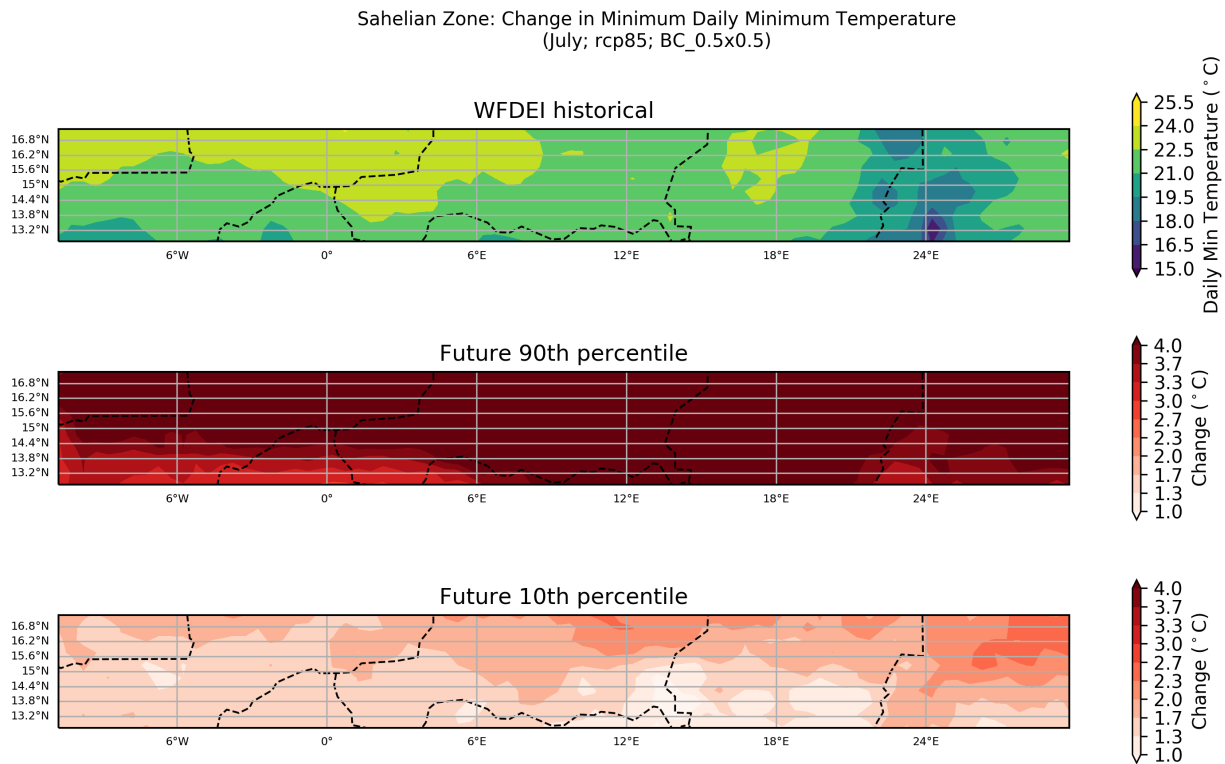 Sahelian Zone: Change in Minimum Daily Minimum Temperature
(July; rcp85; BC_0.5x0.5)
WFDEI historical
16.8°N
16.2°N
15.6°N
15°N
14.4°N
13.8°N
13.2°N
6°W 0° 6°E 12°E 18°E 24°E
25.5
24.0
22.5
21.0
19.5
18.0
16.5
15.0
Daily Min Temperature (°C)
Future 90th percentile
16.8°N
16.2°N
15.6°N
15°N
14.4°N
13.8°N
13.2°N
6°W 0° 6°E 12°E 18°E 24°E
4.0
3.7
3.3
3.0
2.7
2.3
2.0
1.7
1.3
1.0
Change (°C)
Future 10th percentile
16.8°N
16.2°N
15.6°N
15°N
14.4°N
13.8°N
13.2°N
6°W 0° 6°E 12°E 18°E 24°E
4.0
3.7
3.3
3.0
2.7
2.3
2.0
1.7
1.3
1.0
Change (°C)